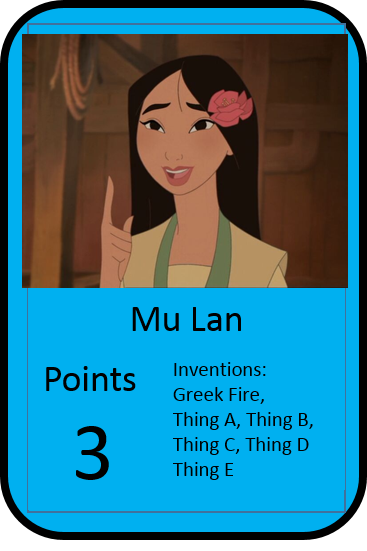 Mu Lan
Points
3
Inventions:
Greek Fire,
Thing A, Thing B,
Thing C, Thing D
Thing E